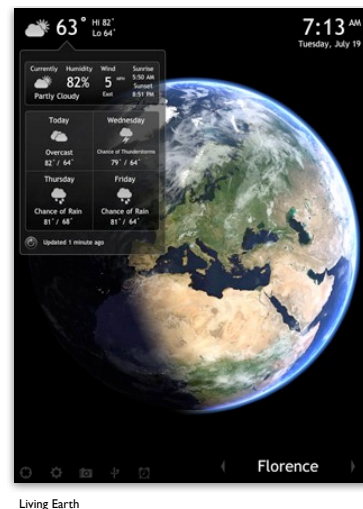 63° HI 82°
Lo 64°
7:13 AM
Tuesday, July 19
Currently Humidity Wind Sunrise
82% 5 MPH 5:50 AM
Sunset
Partly Cloudy East 8:51 PM
Today Wednesday
Overcast Chance of Thunderstorms
82°/ 64° 79°/ 64°
Thursday Friday
Chance of Rain Chance of Rain
81°/ 68° 81°/ 64°
Updated 1 minute ago
Florence
Living Earth